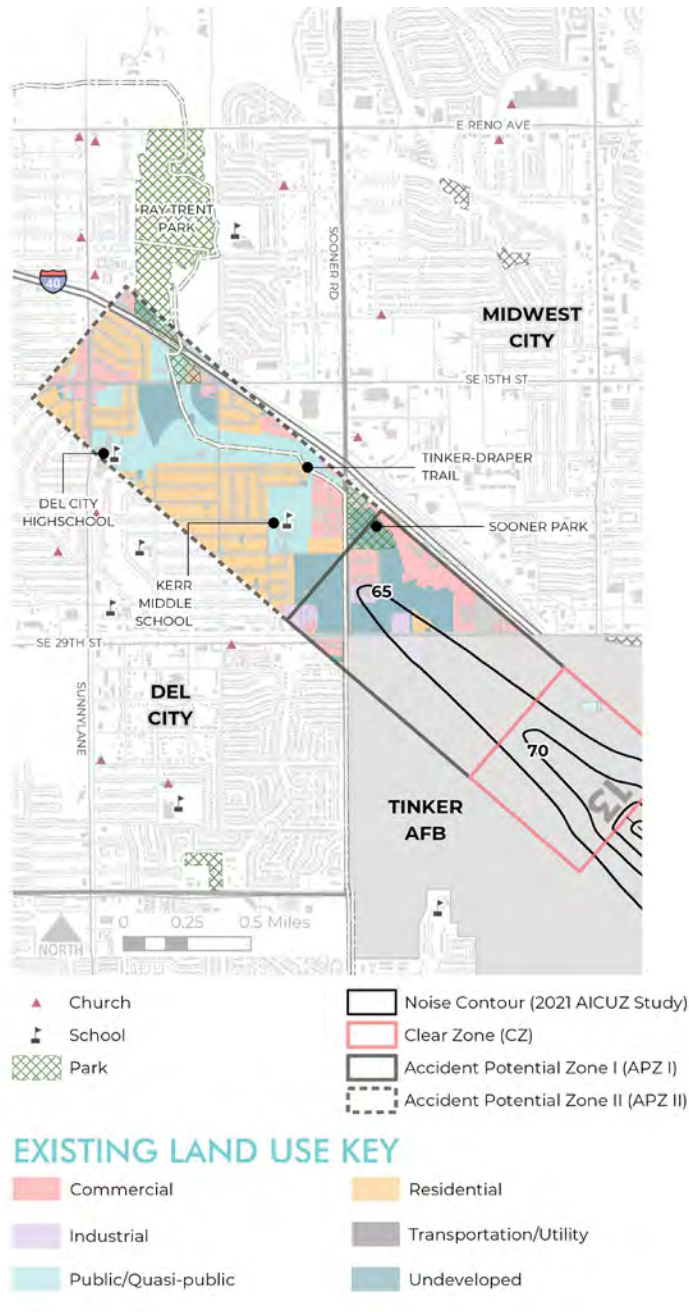 E RENO AVE
RAY TRENT
PARK
SOONER RD
40
MIDWEST
CITY
SE 15TH ST
TINKER-DRAPER
TRAIL
DEL CITY
HIGHSCHOOL
SOONER PARK
KERR
MIDDLE
SCHOOL
65
SE 29TH ST
SUNNYLANE
DEL
CITY
70
13
TINKER
AFB
0 0.25 0.5 Miles
NORTH
Church
School
Park
Noise Contour (2021 AICUZ Study)
Clear Zone (CZ)
Accident Potential Zone I (APZ I)
Accident Potential Zone II (APZ II)
EXISTING LAND USE KEY
Commercial
Residential
Industrial
Transportation/Utility
Public/Quasi-public
Undeveloped